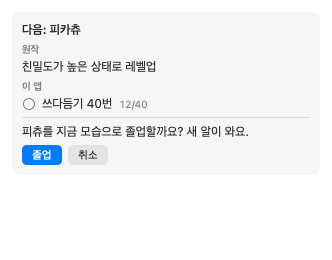 다음: 피카츄
원작
친밀도가 높은 상태로 레벨업
이 앱
쓰다듬기 40번 12/40
피츄를 지금 모습으로 졸업할까요? 새 알이 와요.
졸업 취소